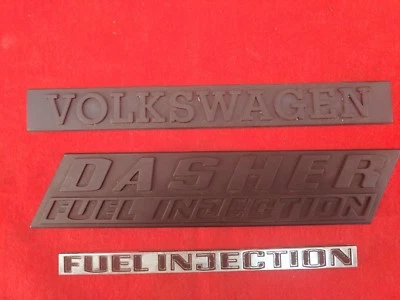 VOLKSWAGEN
DASHER
FUEL INJECTION
FUEL INJECTION